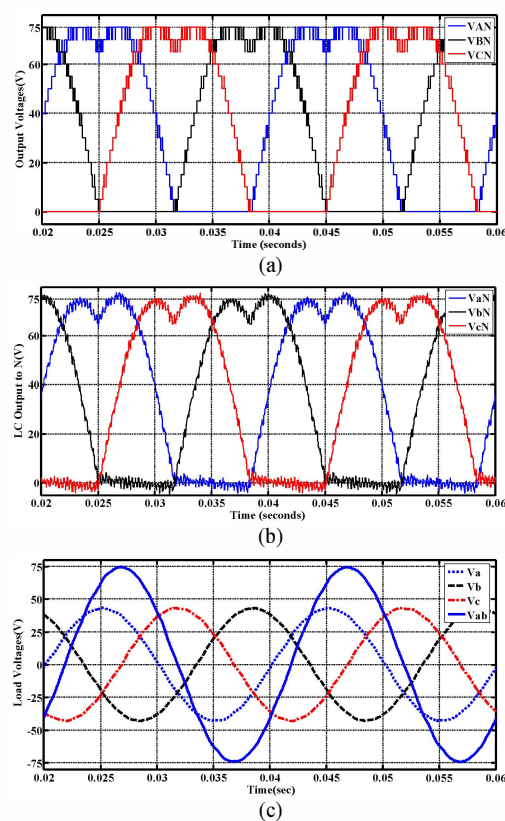 75
60
40
20
0
Output Voltages(V)
VAN
VBN
VCN
0.02 0.025 0.03 0.035 0.04 0.045 0.05 0.055 0.06
Time (seconds)
(a)
75
60
40
20
0
LC Output to N(V)
VaN
VbN
VcN
0.02 0.025 0.03 0.035 0.04 0.045 0.05 0.055 0.06
Time (seconds)
(b)
75
50
25
0
-25
-50
-75
Load Voltages(V)
Va
Vb
Vc
Vab
0.02 0.025 0.03 0.035 0.04 0.045 0.05 0.055 0.06
Time(sec)
(c)